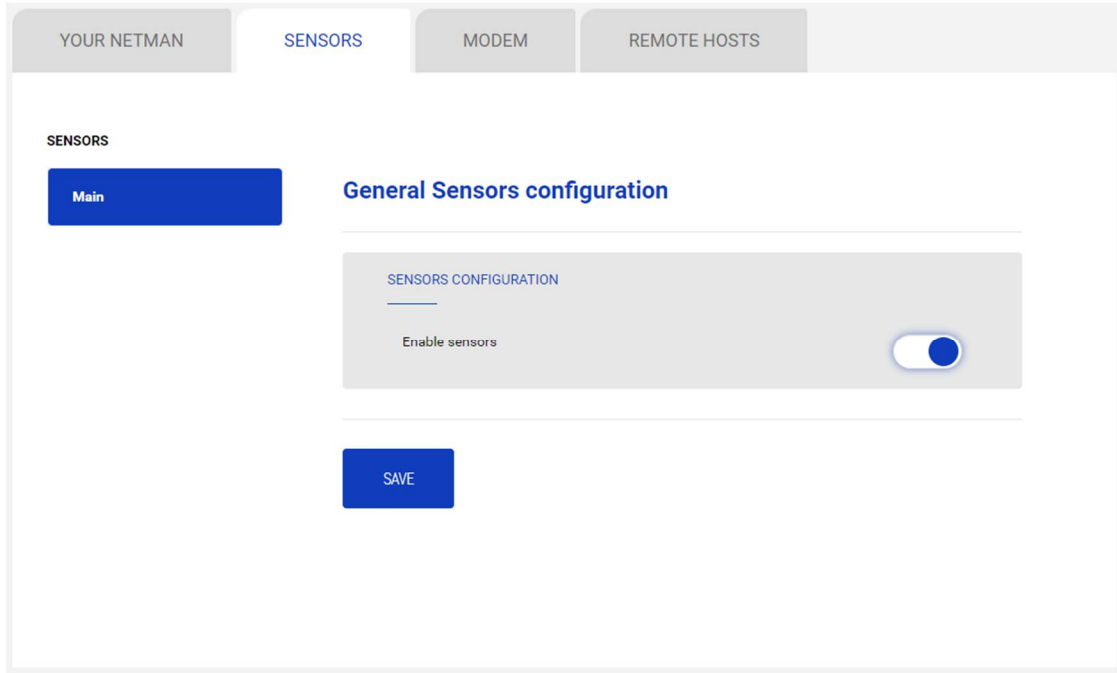 YOUR NETMAN SENSORS MODEM REMOTE HOSTS
SENSORS
Main
General Sensors configuration
SENSORS CONFIGURATION
Enable sensors
SAVE